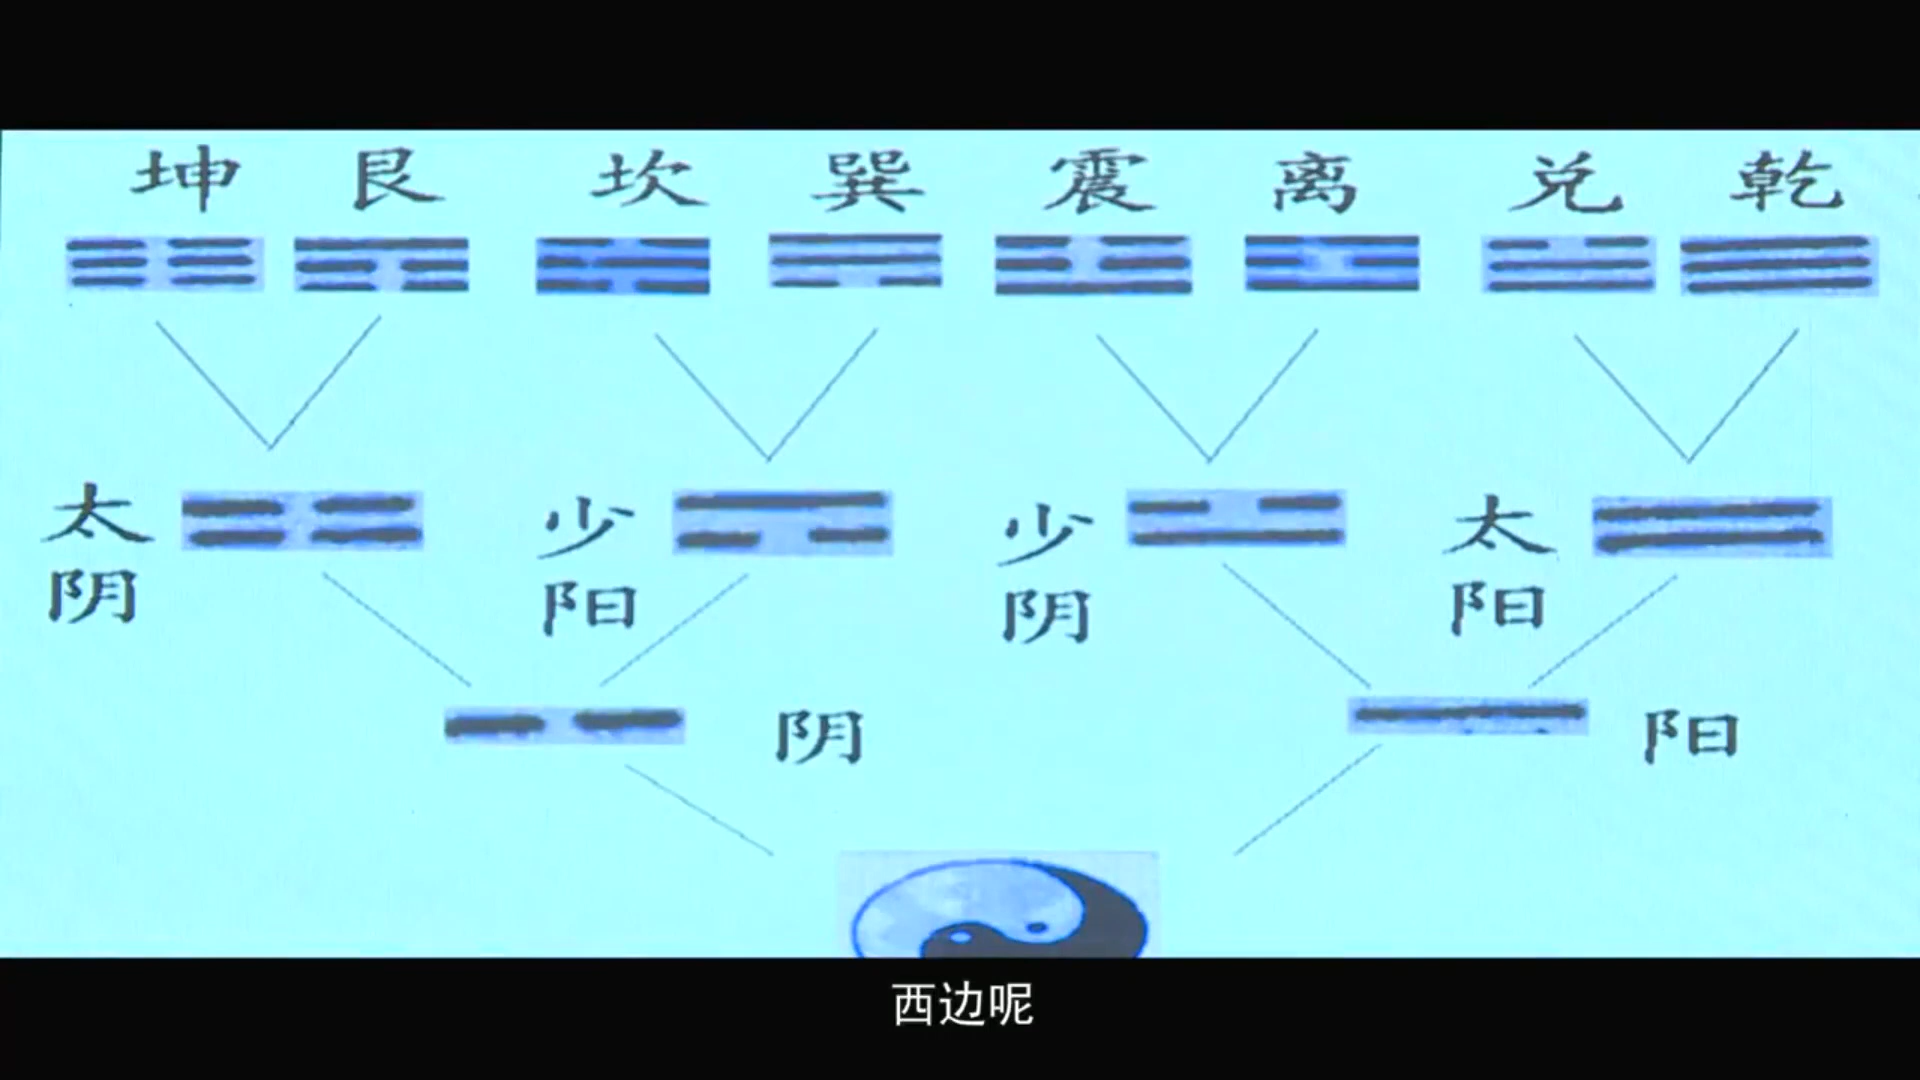 坤 艮 坎 巽 震 离 兑 乾
太阴 少阳 少阴 太阳
阴 阳
西边呢